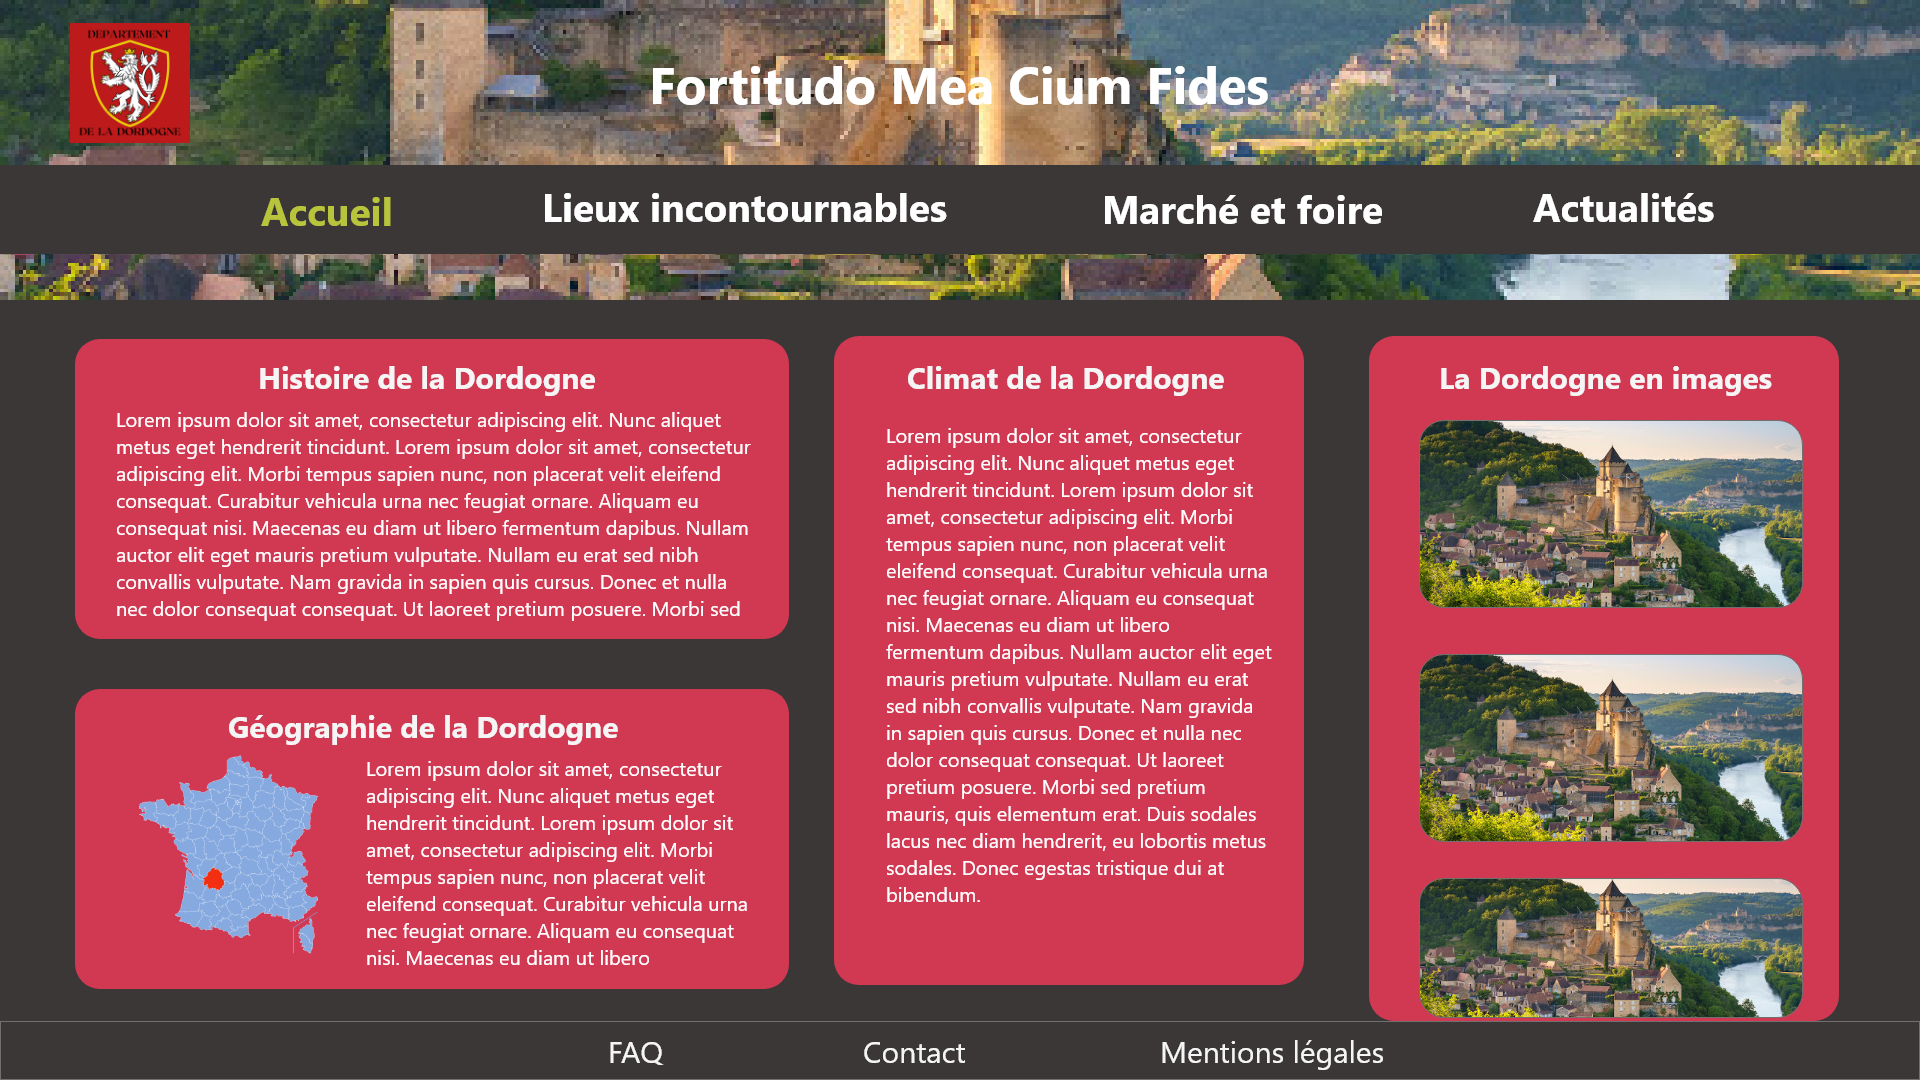 DEPARTEMENT
DE LA DORDOGNE
Fortitudo Mea Cium Fides
Accueil
Lieux incontournables
Marché et foire
Actualités
Histoire de la Dordogne
Lorem ipsum dolor sit amet, consectetur adipiscing elit. Nunc aliquet
metus eget hendrerit tincidunt. Lorem ipsum dolor sit amet, consectetur
adipiscing elit. Morbi tempus sapien nunc, non placerat velit eleifend
consequat. Curabitur vehicula urna nec feugiat ornare. Aliquam eu
consequat nisi. Maecenas eu diam ut libero fermentum dapibus. Nullam
auctor elit eget mauris pretium vulputate. Nullam eu erat sed nibh
convallis vulputate. Nam gravida in sapien quis cursus. Donec et nulla
nec dolor consequat consequat. Ut laoreet pretium posuere. Morbi sed
Géographie de la Dordogne
Lorem ipsum dolor sit amet, consectetur
adipiscing elit. Nunc aliquet metus eget
hendrerit tincidunt. Lorem ipsum dolor sit
amet, consectetur adipiscing elit. Morbi
tempus sapien nunc, non placerat velit
eleifend consequat. Curabitur vehicula urna
nec feugiat ornare. Aliquam eu consequat
nisi. Maecenas eu diam ut libero
Climat de la Dordogne
Lorem ipsum dolor sit amet, consectetur
adipiscing elit. Nunc aliquet metus eget
hendrerit tincidunt. Lorem ipsum dolor sit
amet, consectetur adipiscing elit. Morbi
tempus sapien nunc, non placerat velit
eleifend consequat. Curabitur vehicula urna
nec feugiat ornare. Aliquam eu consequat
nisi. Maecenas eu diam ut libero
fermentum dapibus. Nullam auctor elit eget
mauris pretium vulputate. Nullam eu erat
sed nibh convallis vulputate. Nam gravida
in sapien quis cursus. Donec et nulla nec
dolor consequat consequat. Ut laoreet
pretium posuere. Morbi sed pretium
mauris, quis elementum erat. Duis sodales
lacus nec diam hendrerit, eu lobortis metus
sodales. Donec egestas tristique dui at
bibendum.
La Dordogne en images
FAQ
Contact
Mentions légales